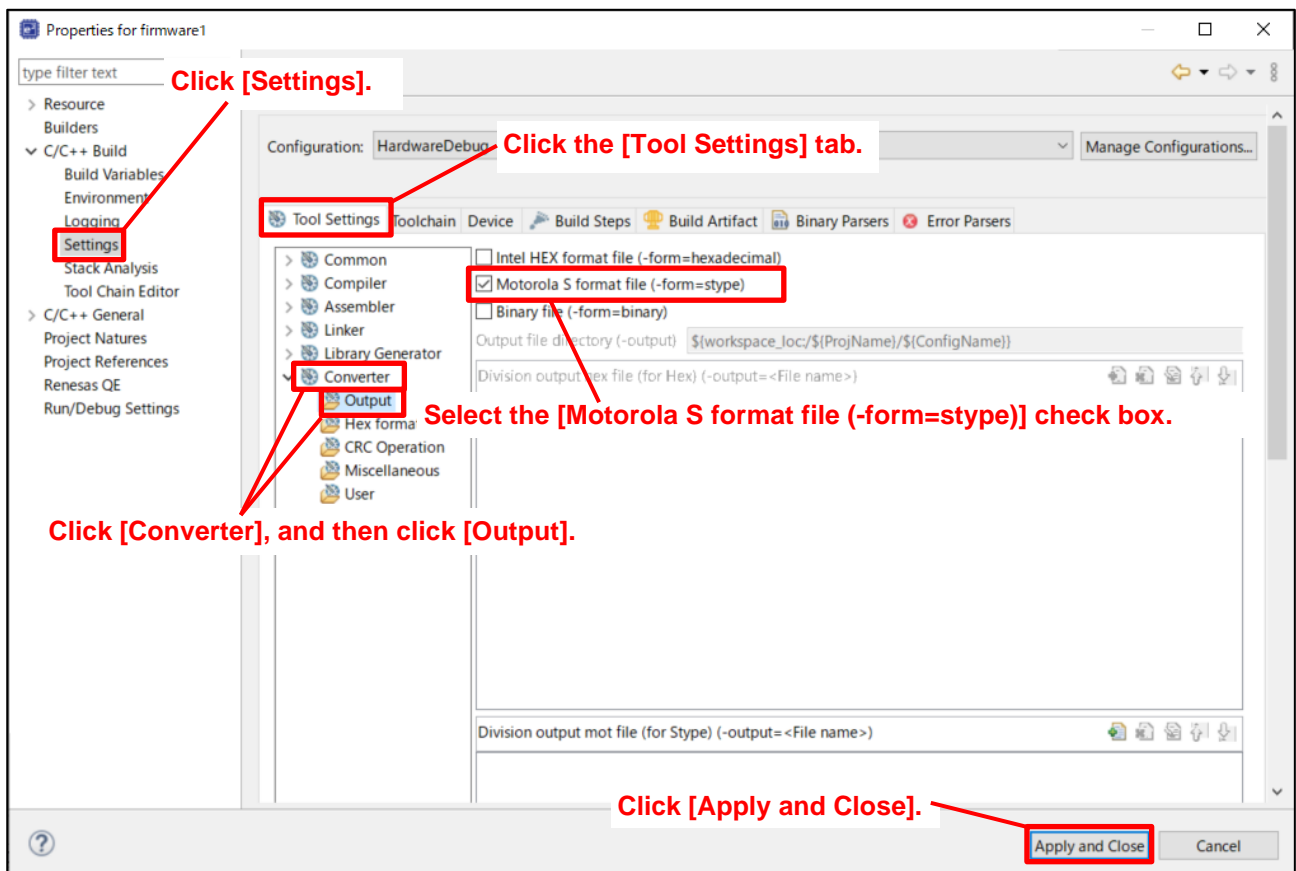 Properties for firmware1
type filter text
Click [Settings].
Resource
Builders
C/C++ Build
Build Variables
Environment
Logging
Settings
Stack Analysis
Tool Chain Editor
C/C++ General
Project Natures
Project References
Renesas QE
Run/Debug Settings
Configuration: HardwareDebug
Click the [Tool Settings] tab.
Manage Configurations...
Tool Settings Toolchain Device Build Steps Build Artifact Binary Parsers Error Parsers
Common
Compiler
Assembler
Linker
Library Generator
Converter
Output
Hex format
CRC Operation
Miscellaneous
User
Intel HEX format file (-form=hexadecimal)
Motorola S format file (-form=stype)
Binary file (-form=binary)
Output file directory (-output) ${workspace_loc:/${ProjName}/${ConfigName}}
Division output hex file (for Hex) (-output=<File name>)
Select the [Motorola S format file (-form=stype)] check box.
Click [Converter], and then click [Output].
Division output mot file (for Stype) (-output=<File name>)
Click [Apply and Close].
Apply and Close Cancel